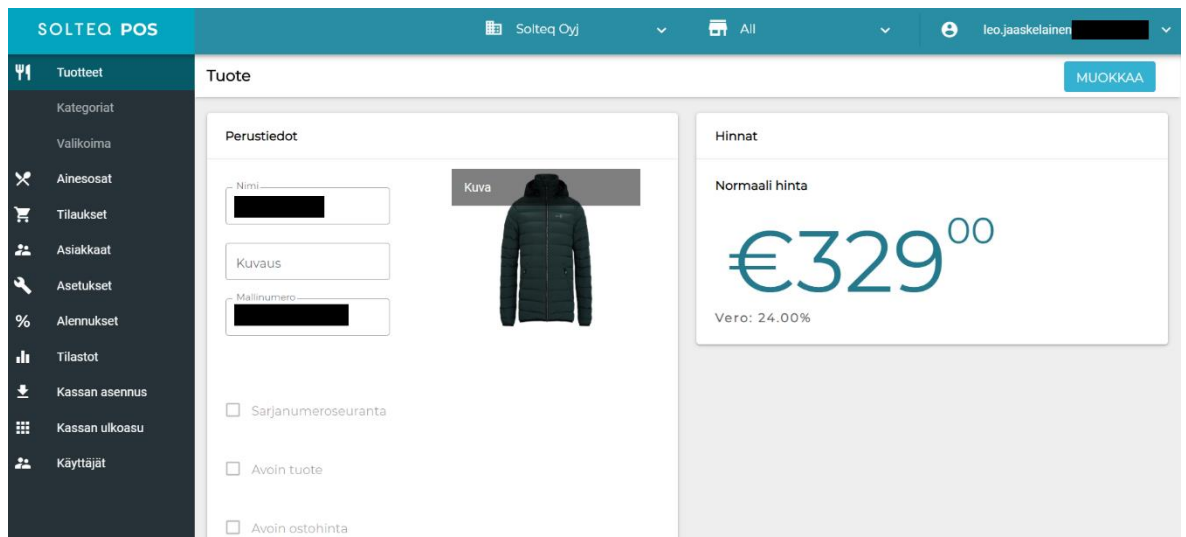 SOLTEQ POS
Solteq Oyj
All
leo.jaaskelainen
Tuotteet
Kategoriat
Valikoima
Ainesosat
Tilaukset
Asiakkaat
Asetukset
% Alennukset
Tilastot
Kassan asennus
Kassan ulkoasu
Käyttäjät
Tuote
MUOKKAA
Perustiedot
Nimi
Kuvaus
Mallinumero
Kuva
Sarjanumeroseuranta
Avoin tuote
Avoin ostohinta
Hinnat
Normaali hinta
€32900
Vero: 24.00%